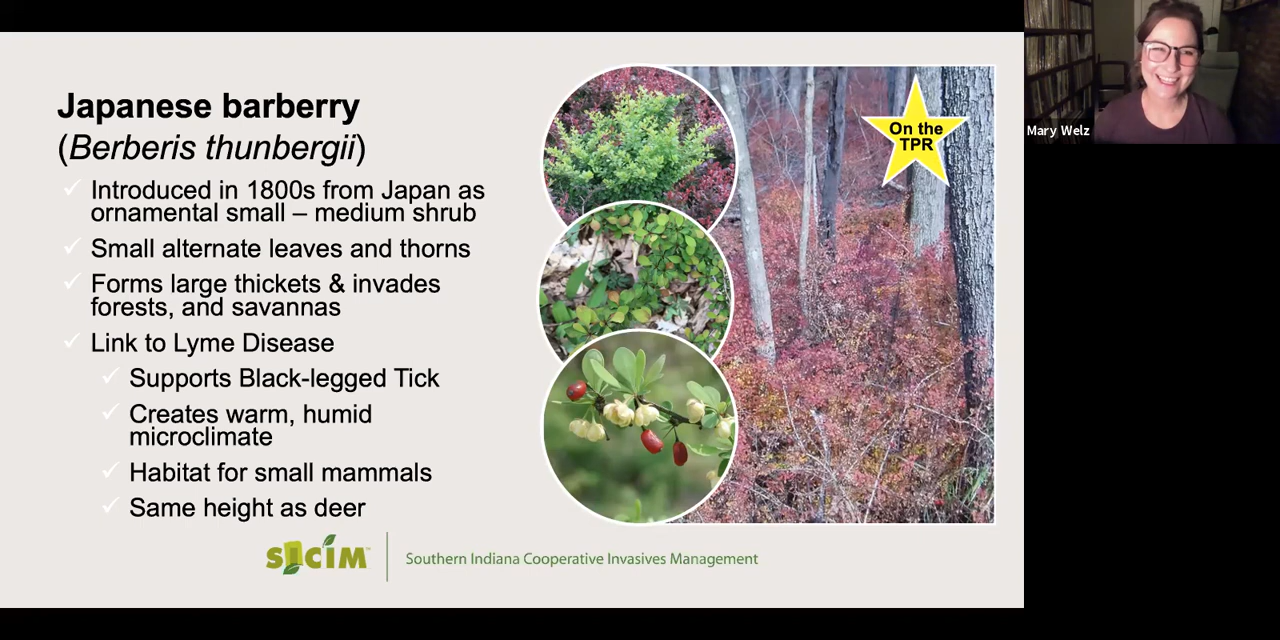 Japanese barberry
(Berberis thunbergii)
Introduced in 1800s from Japan as
ornamental small – medium shrub
Small alternate leaves and thorns
Forms large thickets & invades
forests, and savannas
Link to Lyme Disease
Supports Black-legged Tick
Creates warm, humid
microclimate
Habitat for small mammals
Same height as deer
On the
TPR
SICIM™
Southern Indiana Cooperative Invasives Management
Mary Welz